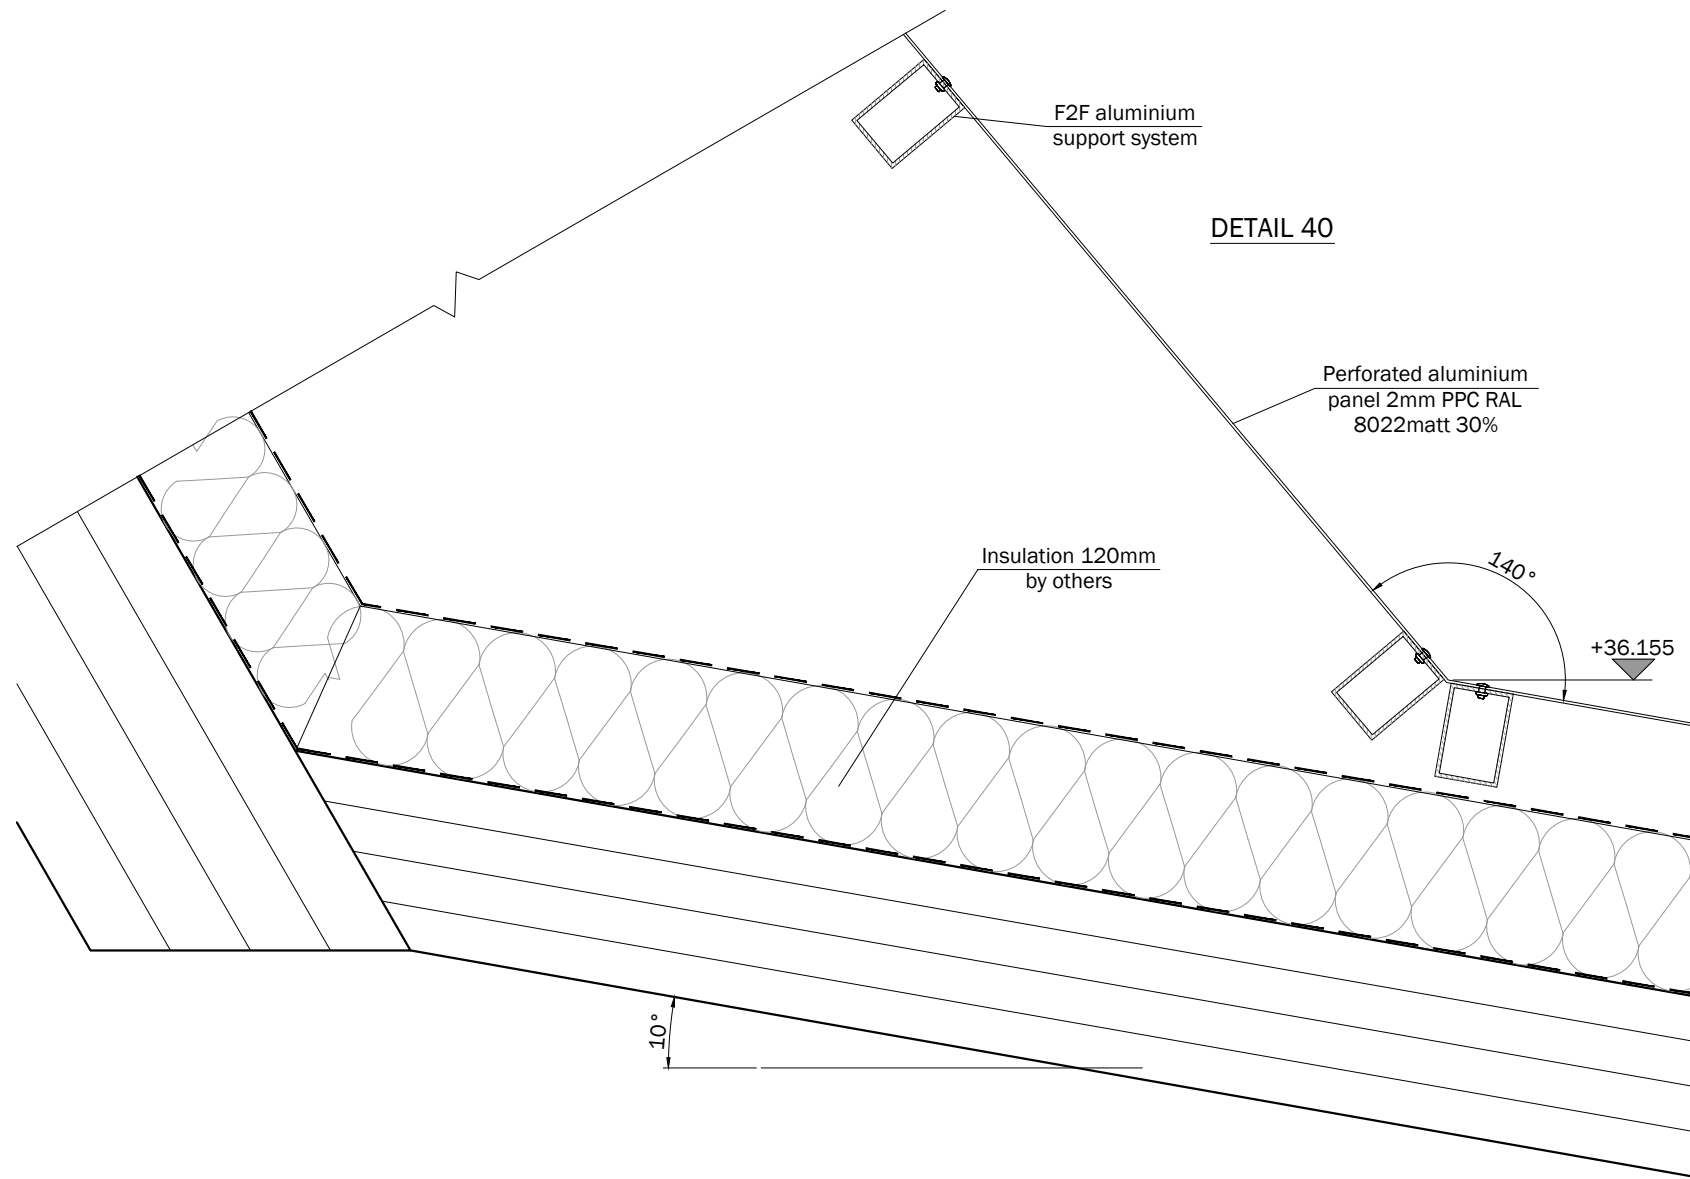 F2F aluminium
support system
DETAIL 40
Perforated aluminium
panel 2mm PPC RAL
8022matt 30%
Insulation 120mm
by others
140°
+36.155
10°